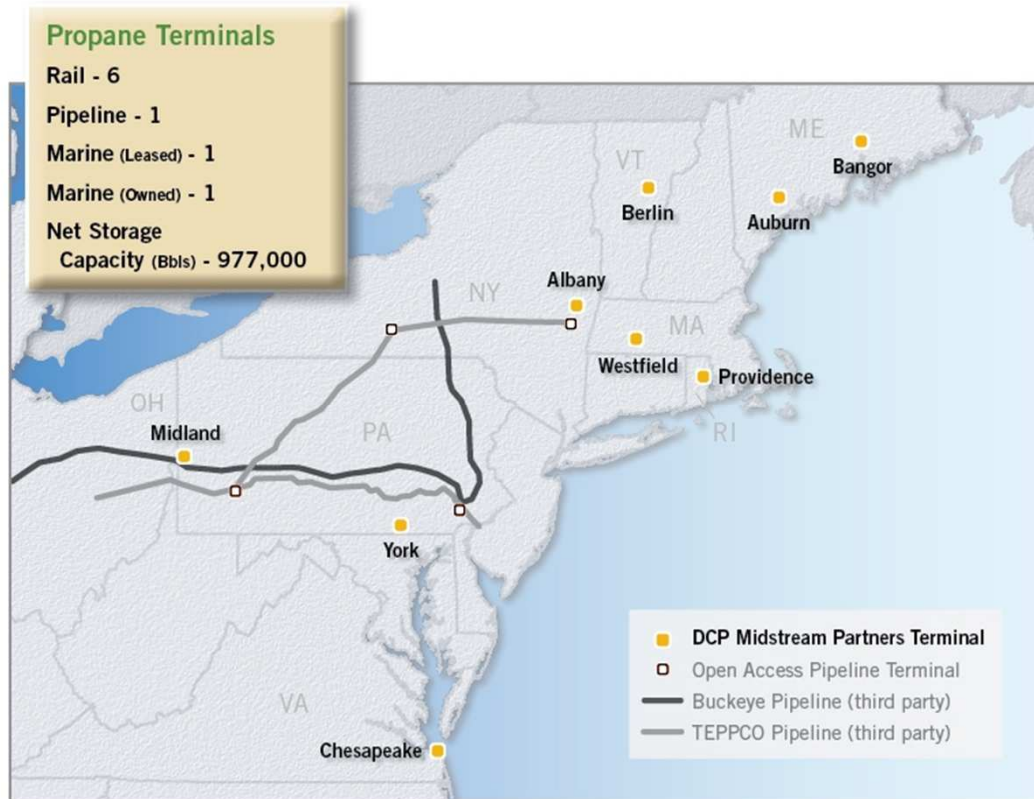 Propane Terminals
Rail - 6
Pipeline - 1
Marine (Leased) - 1
Marine (Owned) - 1
Net Storage
Capacity (Bbls) - 977,000
ME
Bangor
VT
Berlin
Auburn
Albany
NY
MA
Westfield
Providence
OH
Midland
PA
RI
York
VA
Chesapeake
DCP Midstream Partners Terminal
Open Access Pipeline Terminal
Buckeye Pipeline (third party)
TEPPCO Pipeline (third party)